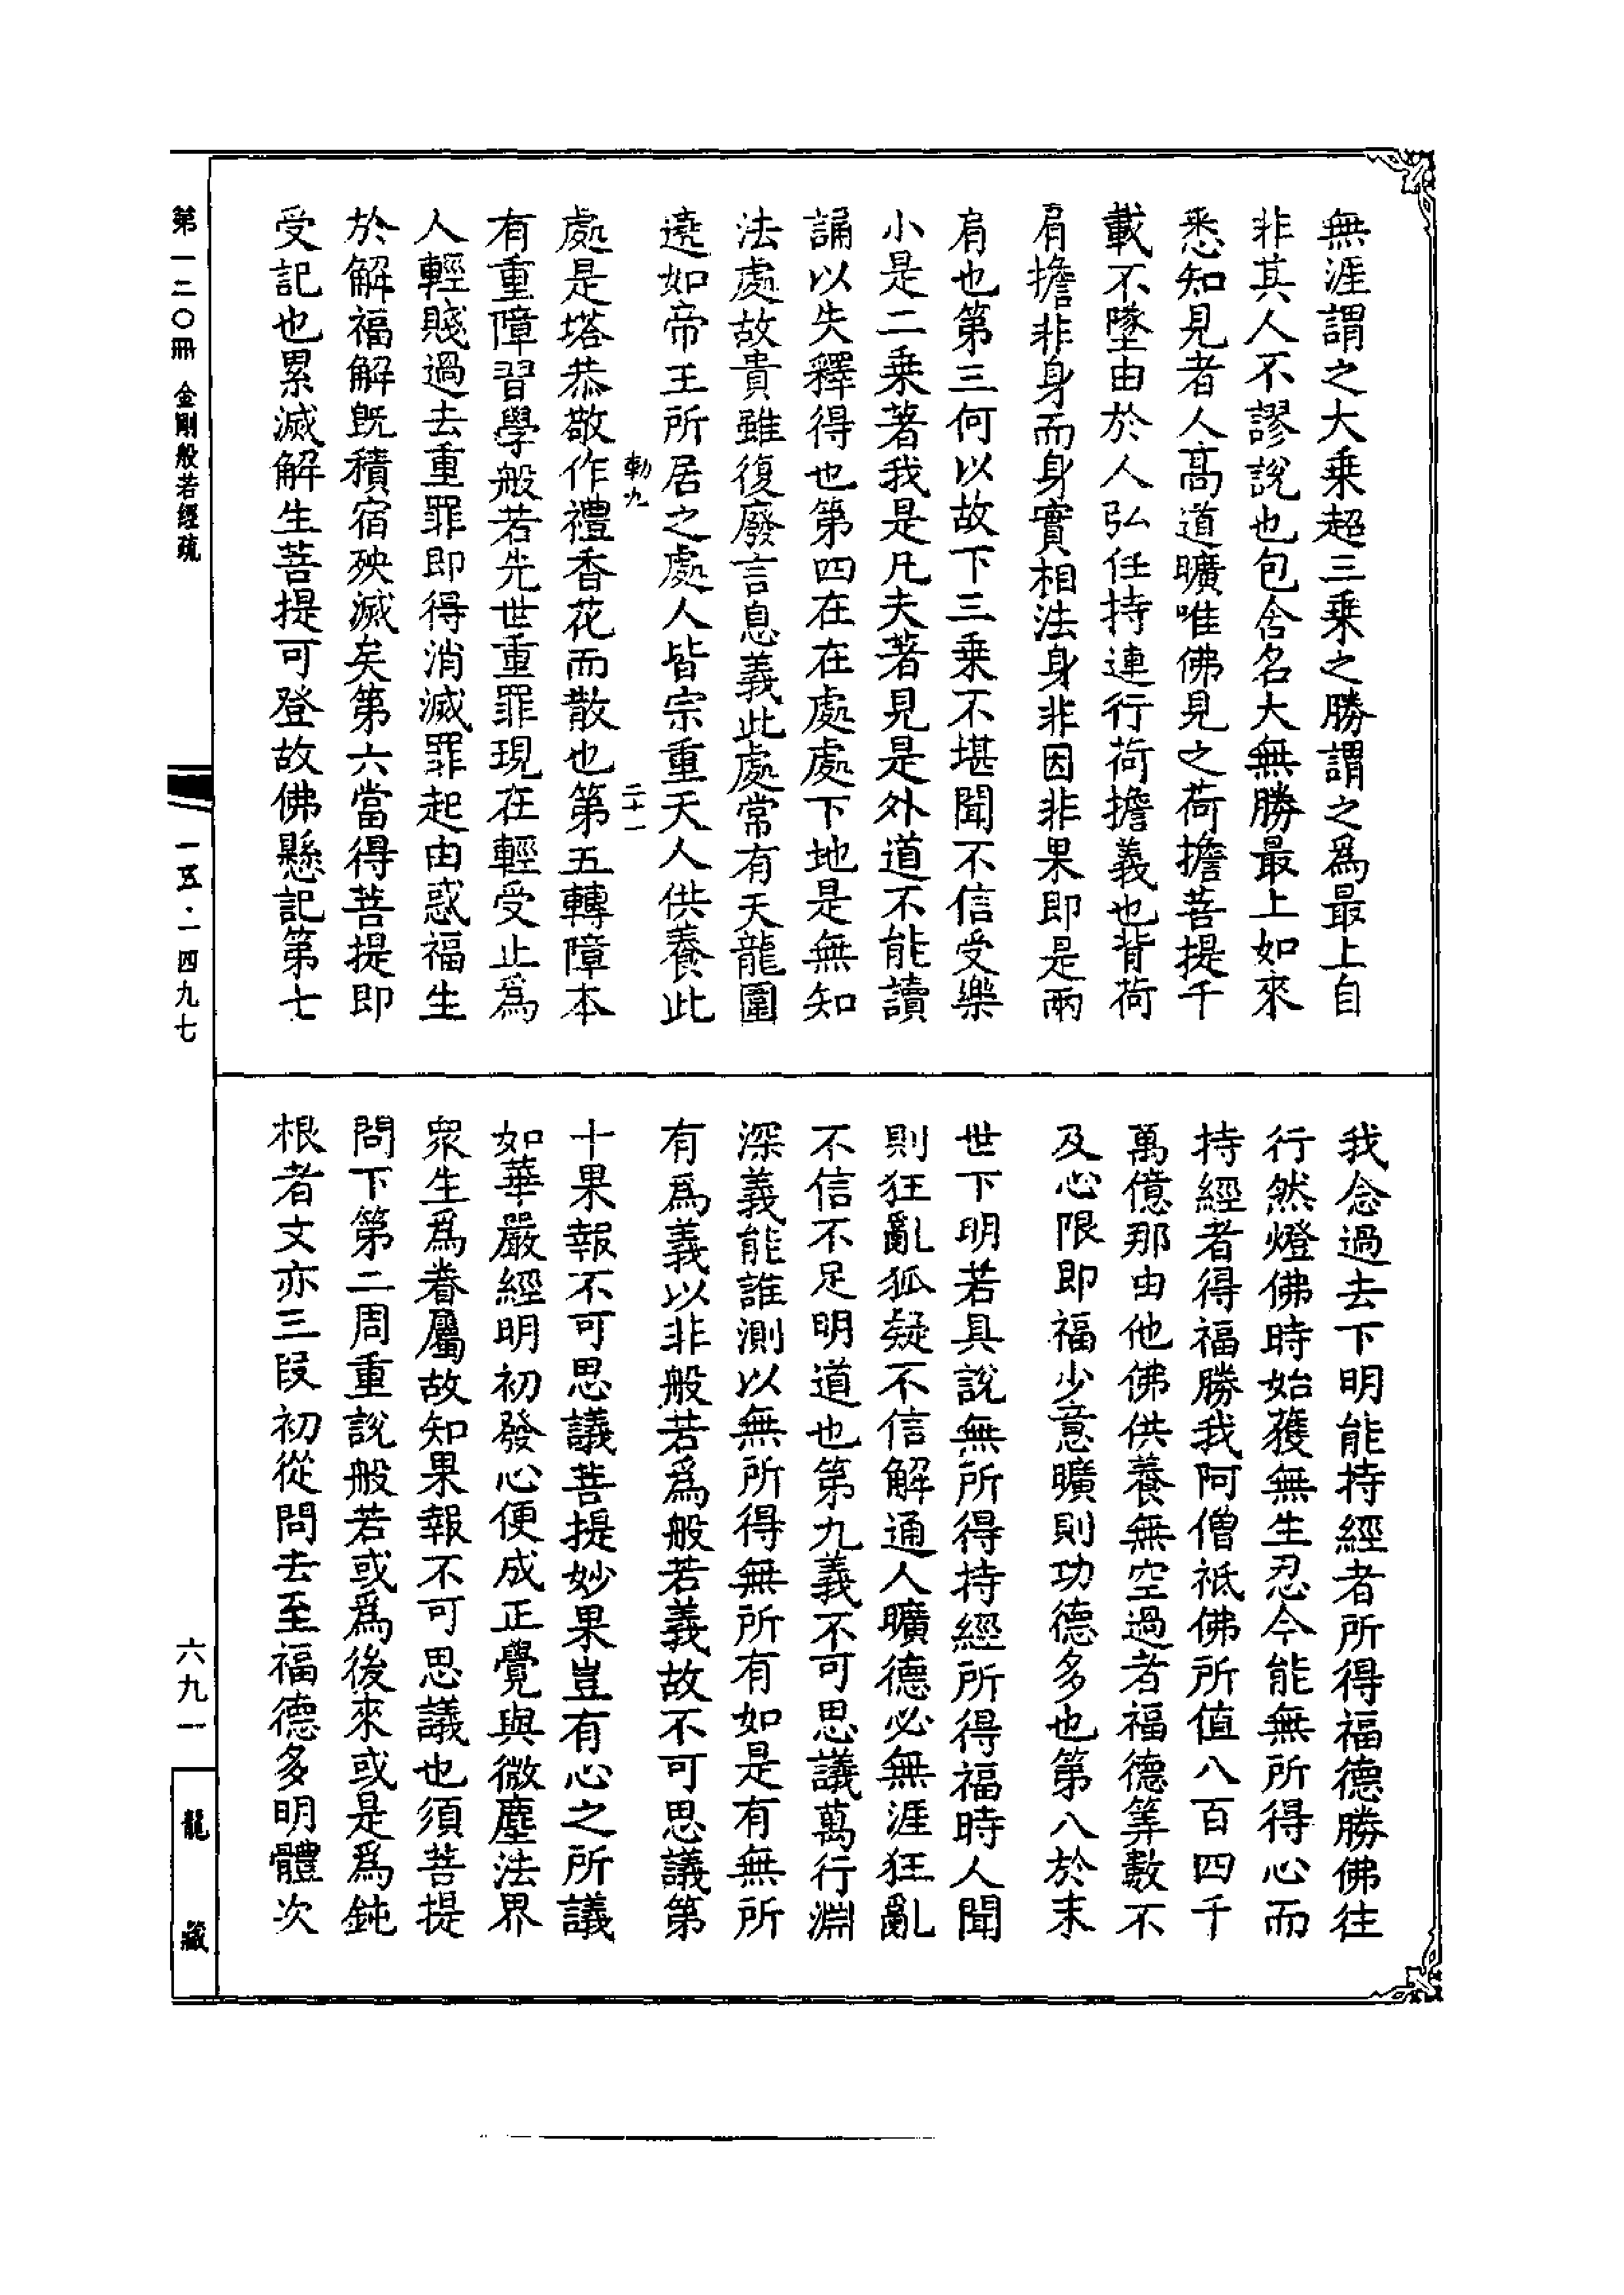 無涯謂之大乘超三乘之勝謂之爲最上自
非其人不謬說也包含名大無勝最上如來
悉知見者人高道曠唯佛見之荷擔菩提千
載不墜由於人弘任持連行荷擔義也背荷
肩擔非身而身實相法身非因非果即是兩
肩也第三何以故下三乘不堪聞不信受樂
小是二乘著我是凡夫著見是外道不能讀
誦以失釋得也第四在在處處下地是無知
法處故貴雖復廢言息義此處常有天龍圍
遶如帝王所居之處人皆宗重天人供養此
勒九
二十一
處是塔恭敬作禮香花而散也第五轉障本
有重障習學般若先世重罪現在輕受止爲
人輕賤過去重罪即得消滅罪起由惑福生
於解福解旣積宿殃滅矣第六當得菩提即
受記也累滅解生菩提可登故佛懸記第七
我念過去下明能持經者所得福德勝佛往
行然燈佛時始獲無生忍今能無所得心而
持經者得福勝我阿僧祇佛所值八百四千
萬億那由他佛供養無空過者福德筭數不
及心限即福少意曠則功德多也第八於末
世下明若具說無所得持經所得福時人聞
則狂亂狐疑不信解通人曠德必無涯狂亂
不信不足明道也第九義不可思議萬行淵
深義能誰測以無所得無所有如是有無所
有爲義以非般若爲般若義故不可思議第
十果報不可思議菩提妙果豈有心之所議
如華嚴經明初發心便成正覺與微塵法界
衆生爲眷屬故知果報不可思議也須菩提
問下第二周重說般若或爲後來或是爲鈍
根者文亦三段初從問去至福德多明體次
第一二〇冊 金剛般若經疏
一五·一四九七
六九一
龍藏